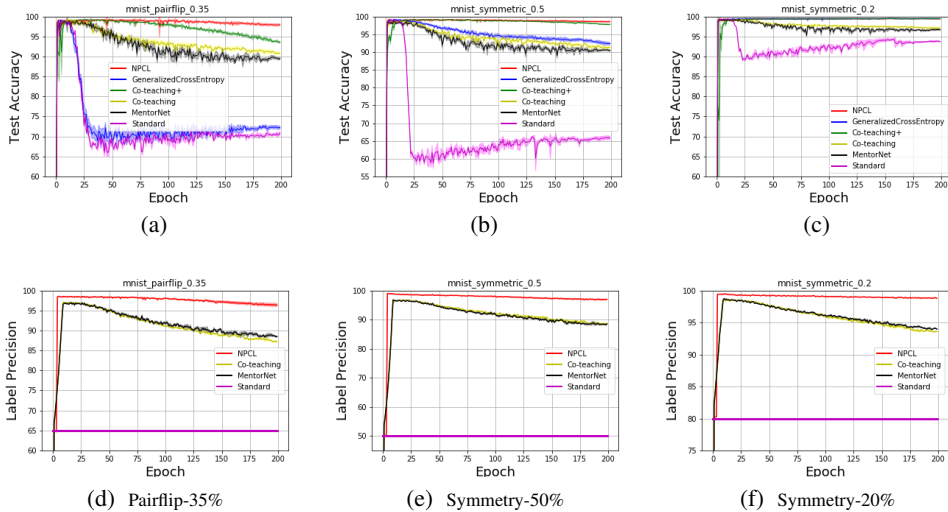 mnist_pairflip_0.35
Test Accuracy
100
95
90
85
80
75
70
65
60
NPCL
GeneralizedCrossEntropy
Co-teaching+
Co-teaching
MentorNet
Standard
0 25 50 75 100 125 150 175 200
Epoch
(a)
mnist_symmetric_0.5
Test Accuracy
100
95
90
85
80
75
70
65
60
55
NPCL
GeneralizedCrossEntropy
Co-teaching+
Co-teaching
MentorNet
Standard
0 25 50 75 100 125 150 175 200
Epoch
(b)
mnist_symmetric_0.2
Test Accuracy
100
95
90
85
80
75
70
65
60
NPCL
GeneralizedCrossEntropy
Co-teaching+
Co-teaching
MentorNet
Standard
0 25 50 75 100 125 150 175 200
Epoch
(c)
mnist_pairflip_0.35
Label Precision
100
95
90
85
80
75
70
65
60
NPCL
Co-teaching
MentorNet
Standard
0 25 50 75 100 125 150 175 200
Epoch
(d) Pairflip-35%
mnist_symmetric_0.5
Label Precision
100
90
80
70
60
50
NPCL
Co-teaching
MentorNet
Standard
0 25 50 75 100 125 150 175 200
Epoch
(e) Symmetry-50%
mnist_symmetric_0.2
Label Precision
100
95
90
85
80
75
NPCL
Co-teaching
MentorNet
Standard
0 25 50 75 100 125 150 175 200
Epoch
(f) Symmetry-20%